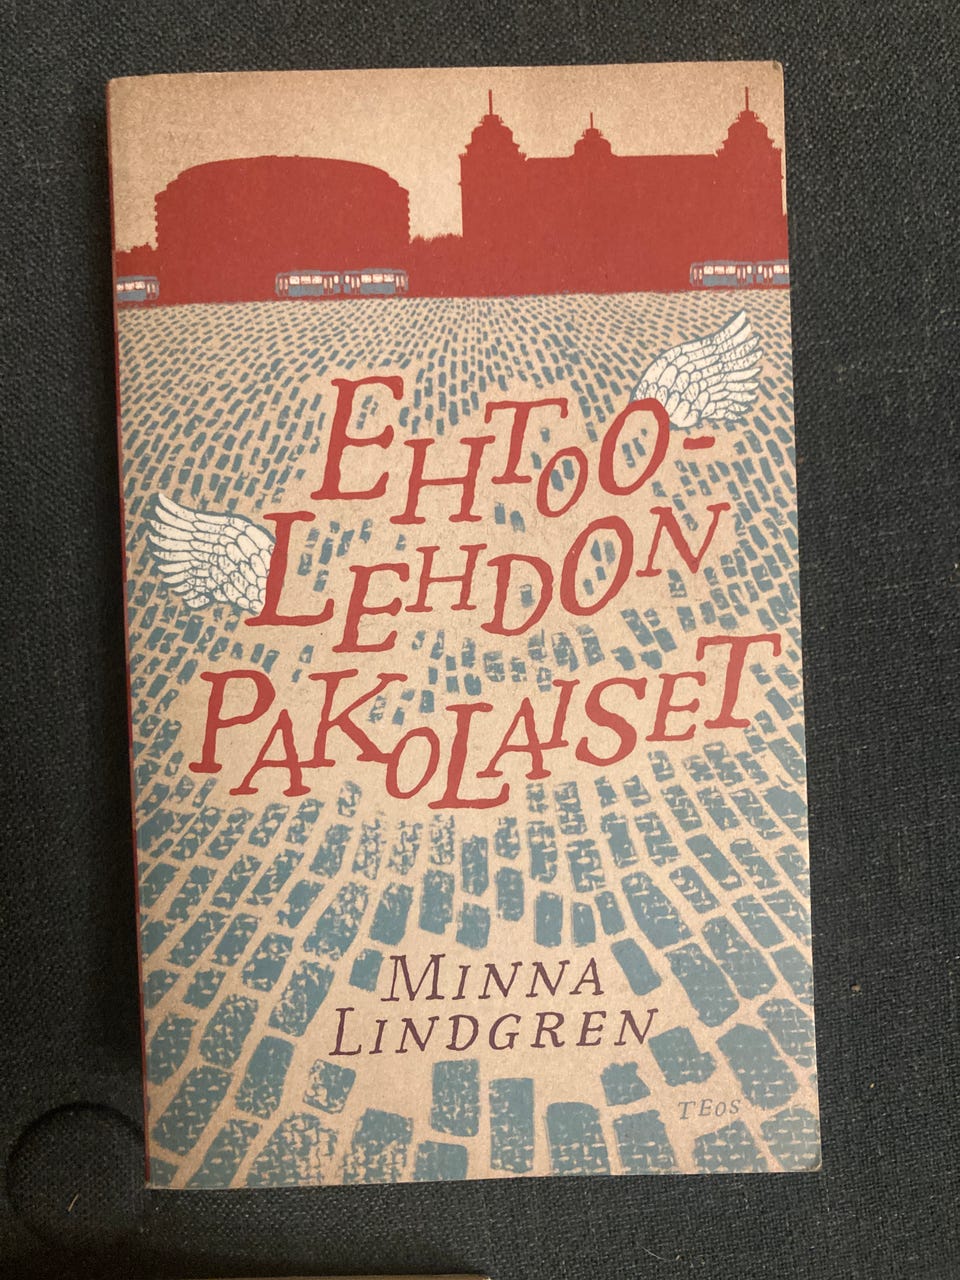 EHTOO-
LEHDON
PAKOLAISET
MINNA
LINDGREN
TEOS